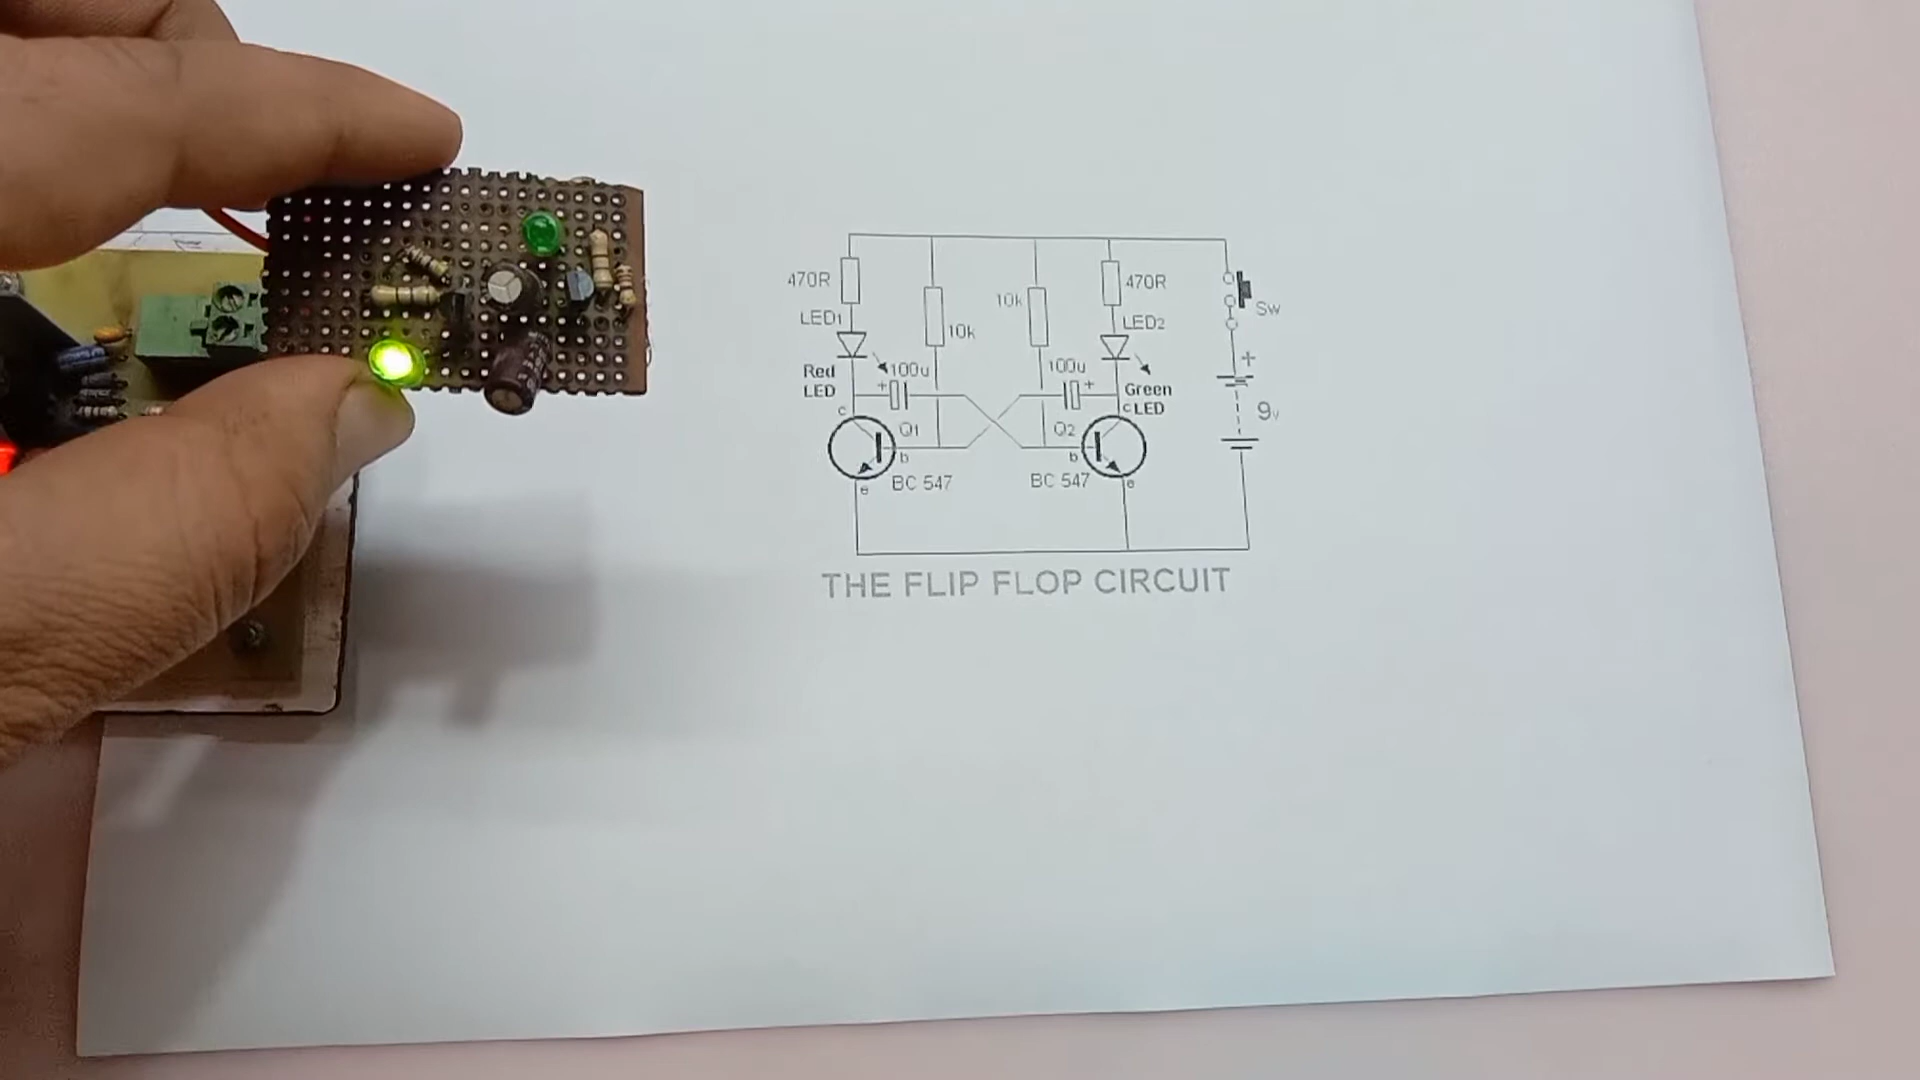 470R
LED1
Red
LED
10k
100u
+
c
Q1
b
e
BC 547
10k
100u
+
470R
LED2
Green
LED
c
Q2
b
e
BC 547
Sw
+
9v
THE FLIP FLOP CIRCUIT